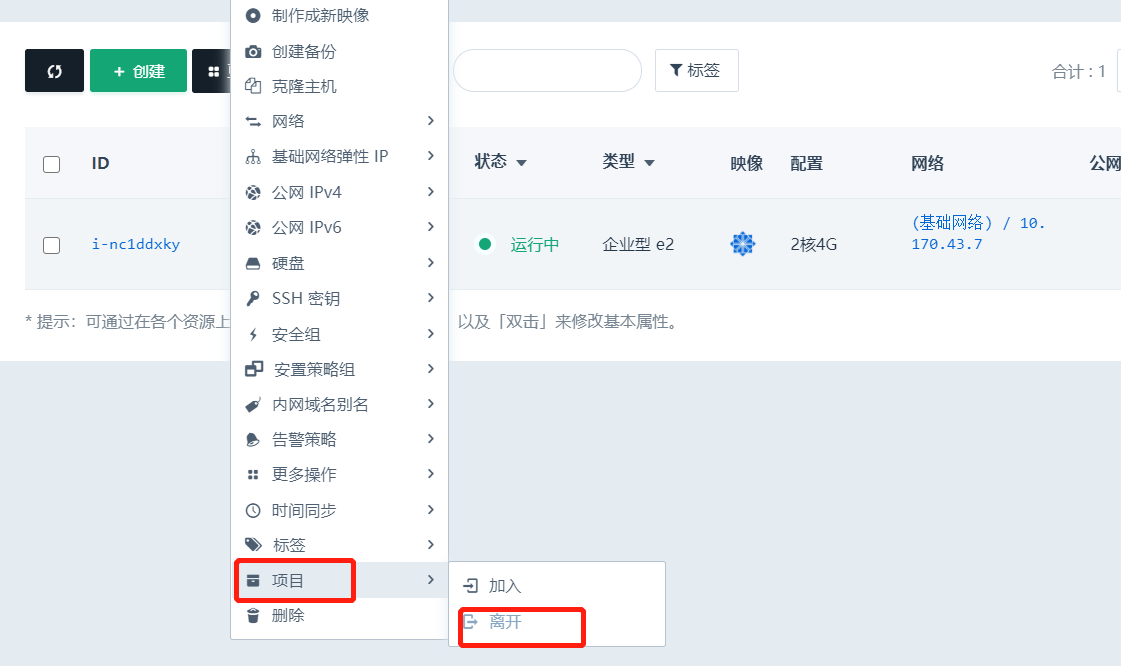 制作成新映像
创建备份
克隆主机
网络
基础网络弹性 IP
公网 IPv4
公网 IPv6
硬盘
SSH 密钥
安全组
安置策略组
内网域名别名
告警策略
更多操作
时间同步
标签
项目
删除
加入
离开
+ 创建
标签
合计：1
ID
状态
类型
映像
配置
网络
公网
i-nc1ddxky
运行中
企业型 e2
2核4G
(基础网络) / 10.
170.43.7
* 提示：可通过在各个资源上
以及「双击」来修改基本属性。